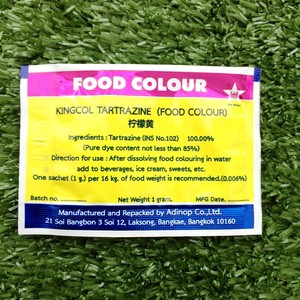 FOOD COLOUR
KINGCOL TARTRAZINE (FOOD COLOUR)
柠檬黄
Ingredients : Tartrazine (INS No.102) 100.00%
(Pure dye content not less than 85%)
Direction for use : After dissolving food colouring in water
add to beverages, ice cream, sweets, etc.
One sachet (1 g.) per 16 kg. of food weight is recommended.(0.006%)
Batch no. Net Weight 1 gram. MFG Date.
Manufactured and Repacked by Adinop Co.,Ltd.
21 Soi Bangbon 3 Soi 12, Laksong, Bangkae, Bangkok 10160